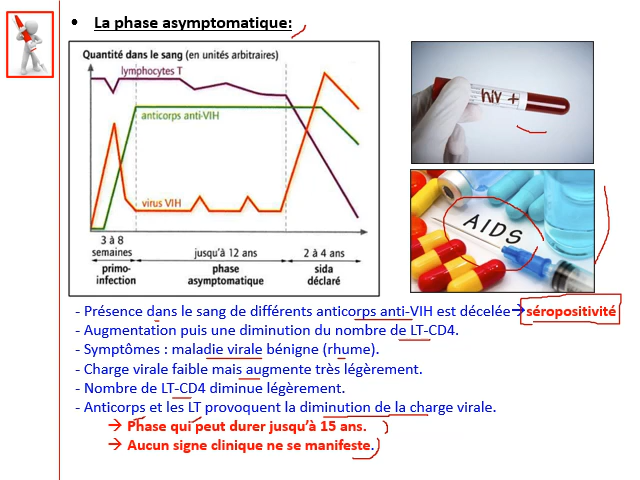 La phase asymptomatique:
Quantité dans le sang (en unités arbitraires)
lymphocytes T
anticorps anti-VIH
virus VIH
3 à 8
semaines
jusqu'à 12 ans
2 à 4 ans
primo-
infection
phase
asymptomatique
sida
déclaré
hiv +
AIDS
- Présence dans le sang de différents anticorps anti-VIH est décelée→séropositivité
- Augmentation puis une diminution du nombre de LT-CD4.
- Symptômes : maladie virale bénigne (rhume).
- Charge virale faible mais augmente très légèrement.
- Nombre de LT-CD4 diminue légèrement.
- Anticorps et les LT provoquent la diminution de la charge virale.
→ Phase qui peut durer jusqu'à 15 ans.
→ Aucun signe clinique ne se manifeste.